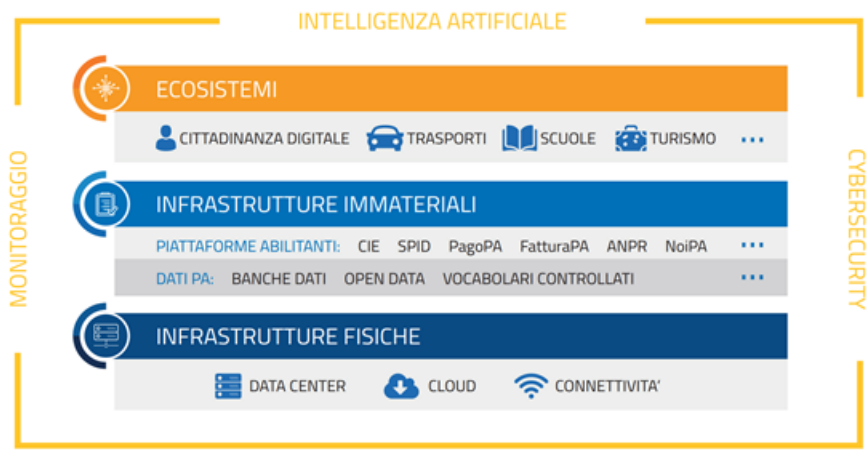 INTELLIGENZA ARTIFICIALE
ECOSISTEMI
CITTADINANZA DIGITALE TRASPORTI SCUOLE TURISMO ...
MONITORAGGIO
CYBERSECURITY
INFRASTRUTTURE IMMATERIALI
PIATTAFORME ABILITANTI: CIE SPID PagoPA FatturaPA ANPR NoiPA ...
DATI PA: BANCHE DATI OPEN DATA VOCABOLARI CONTROLLATI ...
INFRASTRUTTURE FISICHE
DATA CENTER CLOUD CONNETTIVITA'